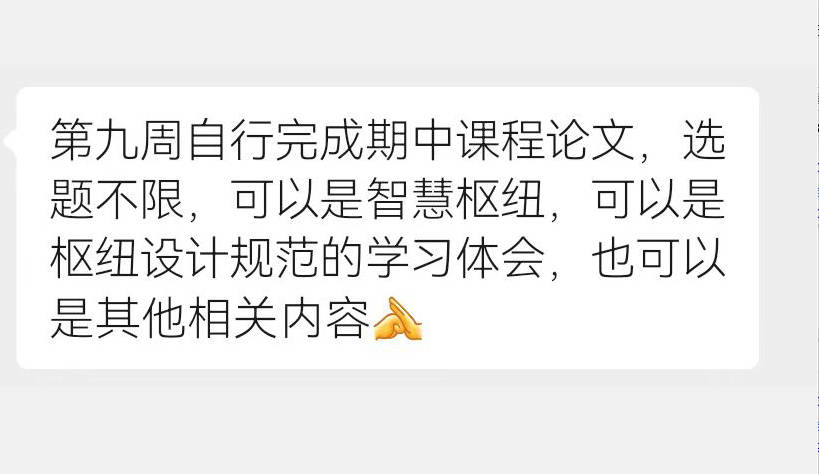 第九周自行完成期中课程论文，选
题不限，可以是智慧枢纽，可以是
枢纽设计规范的学习体会，也可以
是其他相关内容